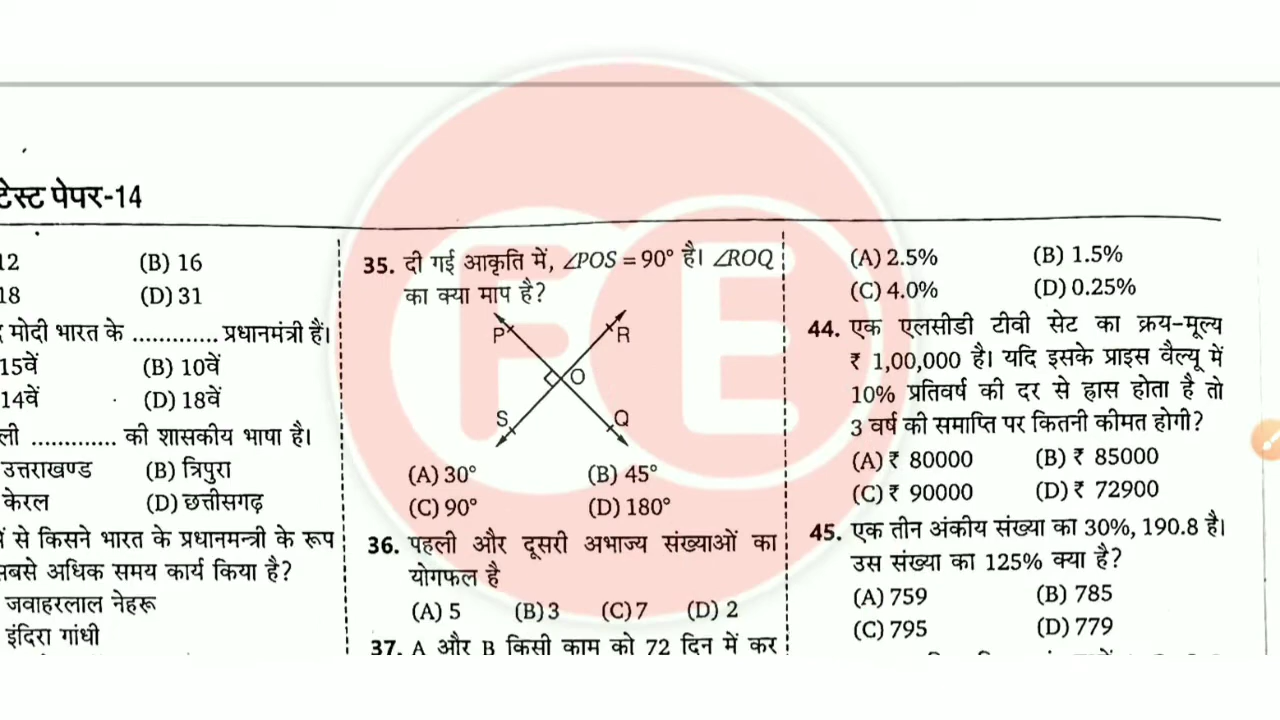 टेस्ट पेपर-14
12 (B) 16
18 (D) 31
मोदी भारत के ............. प्रधानमंत्री हैं।
15वें (B) 10वें
14वें (D) 18वें
ली ............. की शासकीय भाषा है।
उत्तराखण्ड (B) त्रिपुरा
केरल (D) छत्तीसगढ़
में से किसने भारत के प्रधानमन्त्री के रूप
सबसे अधिक समय कार्य किया है?
जवाहरलाल नेहरू
इंदिरा गांधी
35. दी गई आकृति में, ∠POS = 90° है। ∠ROQ
का क्या माप है?
P R
O
S Q
(A) 30° (B) 45°
(C) 90° (D) 180°
36. पहली और दूसरी अभाज्य संख्याओं का
योगफल है
(A) 5 (B) 3 (C) 7 (D) 2
37. A और B किसी काम को 72 दिन में कर
(A) 2.5% (B) 1.5%
(C) 4.0% (D) 0.25%
44. एक एलसीडी टीवी सेट का क्रय-मूल्य
₹ 1,00,000 है। यदि इसके प्राइस वैल्यू में
10% प्रतिवर्ष की दर से ह्रास होता है तो
3 वर्ष की समाप्ति पर कितनी कीमत होगी?
(A) ₹ 80000 (B) ₹ 85000
(C) ₹ 90000 (D) ₹ 72900
45. एक तीन अंकीय संख्या का 30%, 190.8 है।
उस संख्या का 125% क्या है?
(A) 759 (B) 785
(C) 795 (D) 779
FE